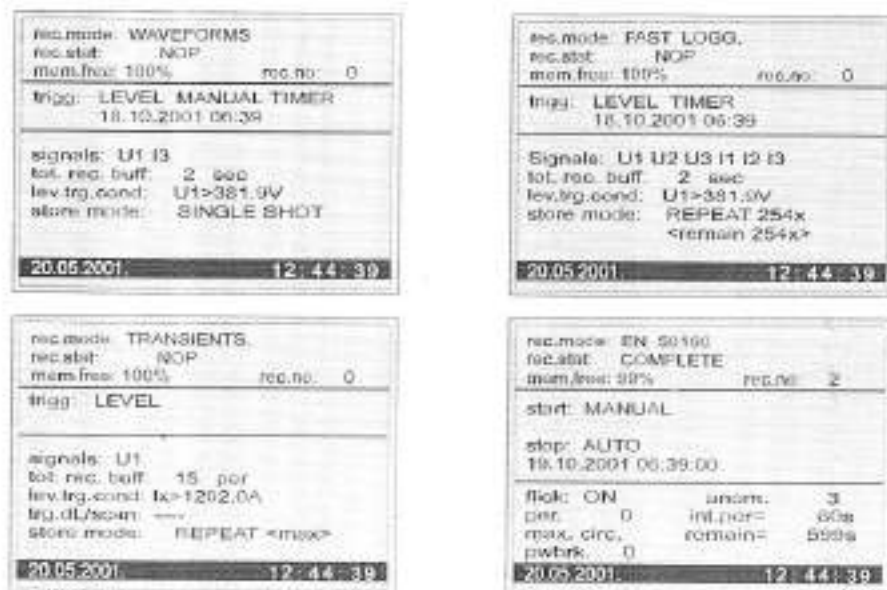 rec.mode: WAVEFORMS
rec.stat: NOP
mem.free: 100% rec.no: 0
trigg: LEVEL MANUAL TIMER
18.10.2001 06:39
signals: U1 I3
tot. rec. buff: 2 sec
lev.trg.cond: U1>381.9V
store mode: SINGLE SHOT
20.05.2001. 12:44:39
rec.mode: FAST LOGG.
rec.stat: NOP
mem.free: 100% rec.no: 0
trigg: LEVEL TIMER
18.10.2001 06:39
Signals: U1 U2 U3 I1 I2 I3
tot. rec. buff: 2 sec
lev.trg.cond: U1>381.9V
store mode: REPEAT 254x
<remain 254x>
20.05.2001. 12:44:39
rec.mode: TRANSIENTS.
rec.stat: NOP
mem.free: 100% rec.no: 0
trigg: LEVEL
signals: U1
tot. rec. buff: 15 per
lev.trg.cond: Ix>1202.0A
trg.dL/scan: ----
store mode: REPEAT <max>
20.05.2001. 12:44:39
rec.mode: EN 50160
rec.stat: COMPLETE
mem.free: 99% rec.no: 2
start: MANUAL
stop: AUTO
19.10.2001 06:39:00
flick: ON anom. 3
per. 0 int.per= 60s
max. circ. remain= 599s
pwbrk. 0
20.05.2001. 12:44:39